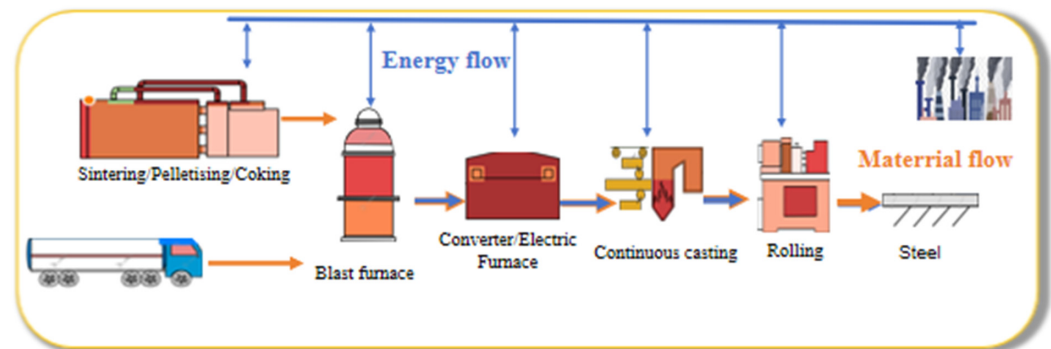 Energy flow
Sintering/Pelletising/Coking
Materrial flow
Blast furnace
Converter/Electric
Furnace
Continuous casting
Rolling
Steel